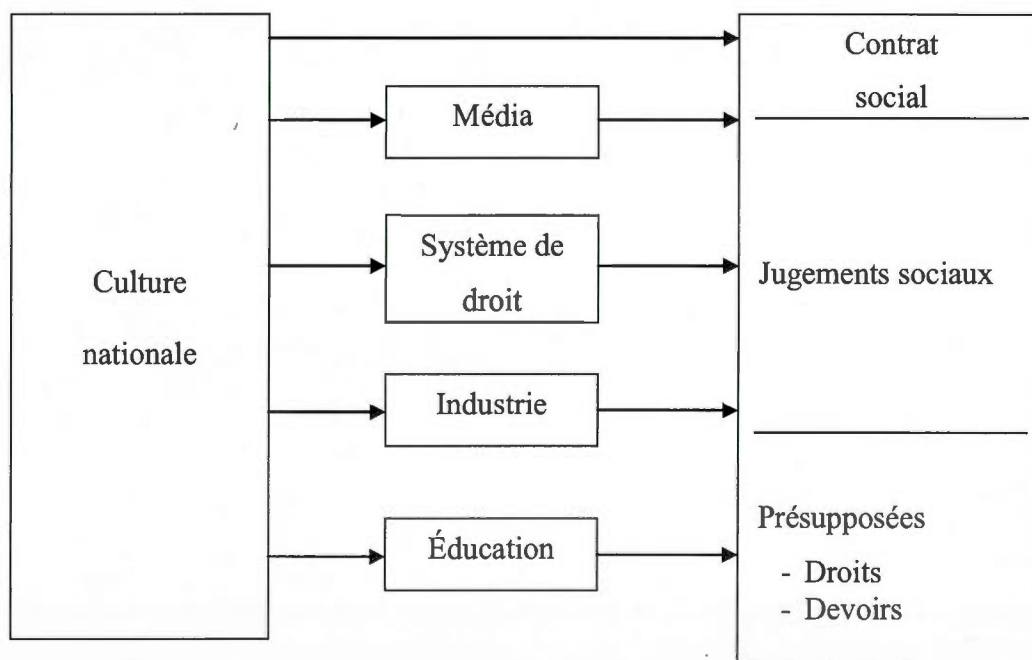 Culture
nationale
Média
Système de
droit
Industrie
Éducation
Contrat
social
Jugements sociaux
Présupposées
- Droits
- Devoirs